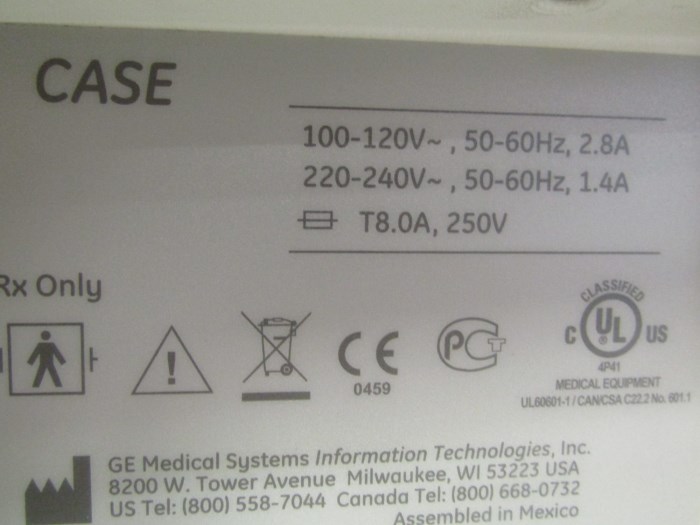 CASE
100-120V~ , 50-60Hz, 2.8A
220-240V~ , 50-60Hz, 1.4A
T8.0A, 250V
Rx Only
CE
0459
PCT
CLASSIFIED
C UL US
4P41
MEDICAL EQUIPMENT
UL60601-1 / CAN/CSA C22.2 No. 601.1
GE Medical Systems Information Technologies, Inc.
8200 W. Tower Avenue Milwaukee, WI 53223 USA
US Tel: (800) 558-7044 Canada Tel: (800) 668-0732
Assembled in Mexico